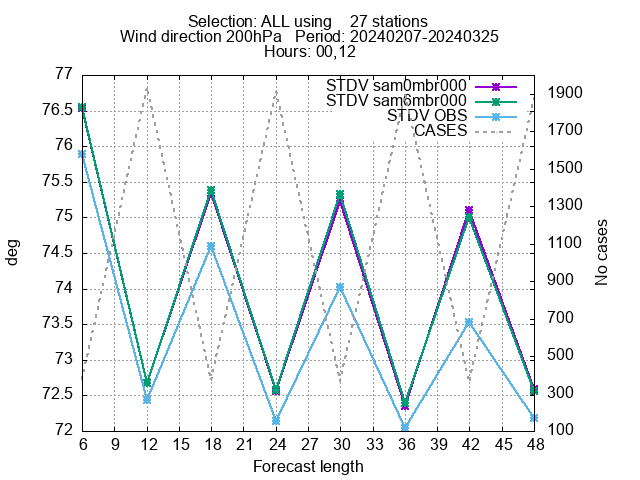 Selection: ALL using    27 stations
Wind direction 200hPa   Period: 20240207-20240325
Hours: 00,12
STDV sam0mbr000
STDV sam6mbr000
STDV OBS
CASES
77
76.5
76
75.5
75
74.5
74
73.5
73
72.5
72
deg
1900
1700
1500
1300
1100
900
700
500
300
100
No cases
6 9 12 15 18 21 24 27 30 33 36 39 42 45 48
Forecast length